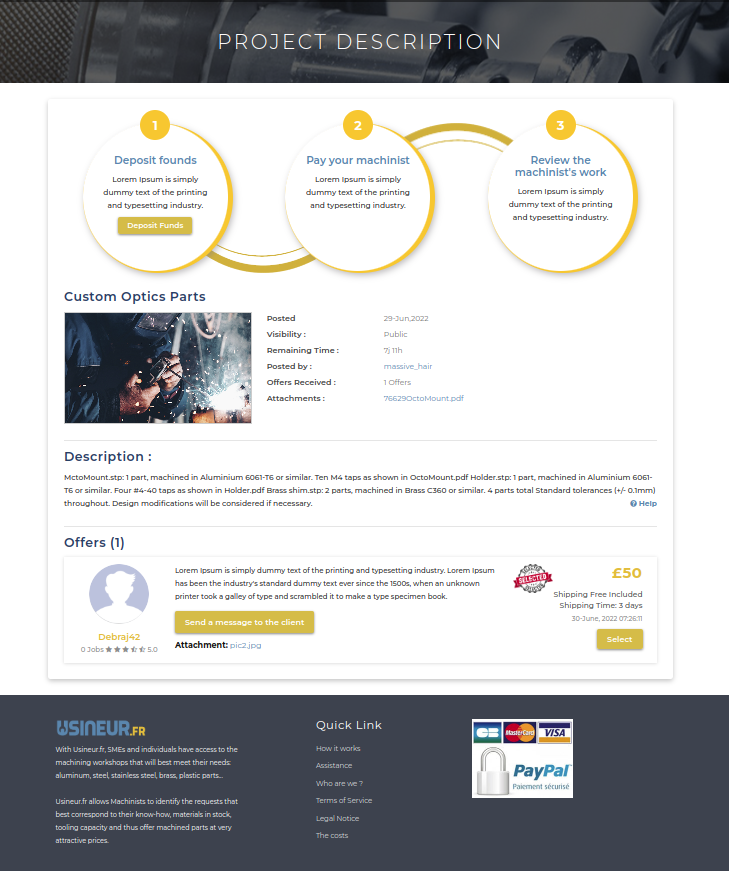 PROJECT DESCRIPTION
1
Deposit funds
Lorem Ipsum is simply
dummy text of the printing
and typesetting industry.
Deposit Funds
2
Pay your machinist
Lorem Ipsum is simply
dummy text of the printing
and typesetting industry.
3
Review the
machinist's work
Lorem Ipsum is simply
dummy text of the printing
and typesetting industry.
Custom Optics Parts
Posted 29-Jun,2022
Visibility : Public
Remaining Time : 7j 11h
Posted by : massive_hair
Offers Received : 1 Offers
Attachments : 76629OctoMount.pdf
Description :
MctoMount.stp: 1 part, machined in Aluminium 6061-T6 or similar. Ten M4 taps as shown in OctoMount.pdf Holder.stp: 1 part, machined in Aluminium 6061-
T6 or similar. Four #4-40 taps as shown in Holder.pdf Brass shim.stp: 2 parts, machined in Brass C360 or similar. 4 parts total Standard tolerances (+/- 0.1mm)
throughout. Design modifications will be considered if necessary.
Help
Offers (1)
Debraj42
0 Jobs 5.0
Lorem Ipsum is simply dummy text of the printing and typesetting industry. Lorem Ipsum
has been the industry's standard dummy text ever since the 1500s, when an unknown
printer took a galley of type and scrambled it to make a type specimen book.
Send a message to the client
Attachment: pic2.jpg
SELECTED
£50
Shipping Free Included
Shipping Time: 3 days
30-June, 2022 07:26:11
Select
USINEUR.FR
With Usineur.fr, SMEs and individuals have access to the
machining workshops that will best meet their needs:
aluminum, steel, stainless steel, brass, plastic parts...
Usineur.fr allows Machinists to identify the requests that
best correspond to their know-how, materials in stock,
tooling capacity and thus offer machined parts at very
attractive prices.
Quick Link
How it works
Assistance
Who are we ?
Terms of Service
Legal Notice
The costs
CB MasterCard VISA
PayPal
Paiement sécurisé